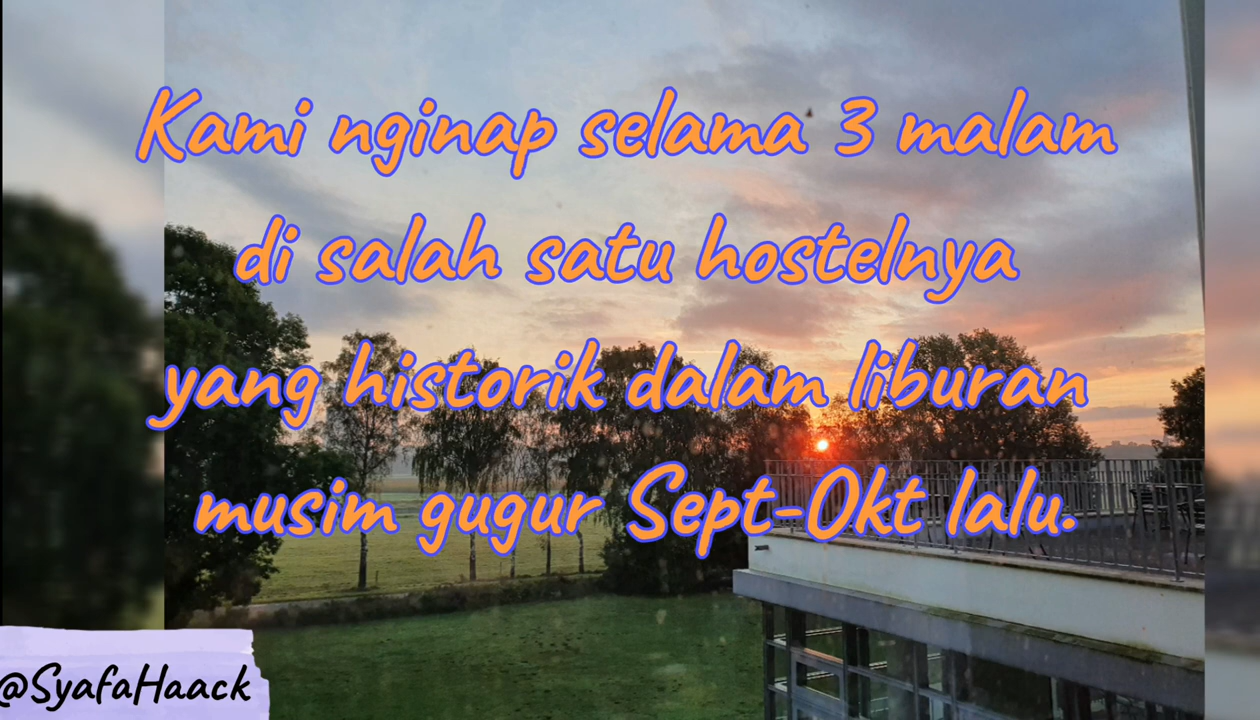 Kami nginap selama 3 malam
di salah satu hostelnya
yang historik dalam liburan
musim gugur Sept-Okt lalu.
@SyafaHaack